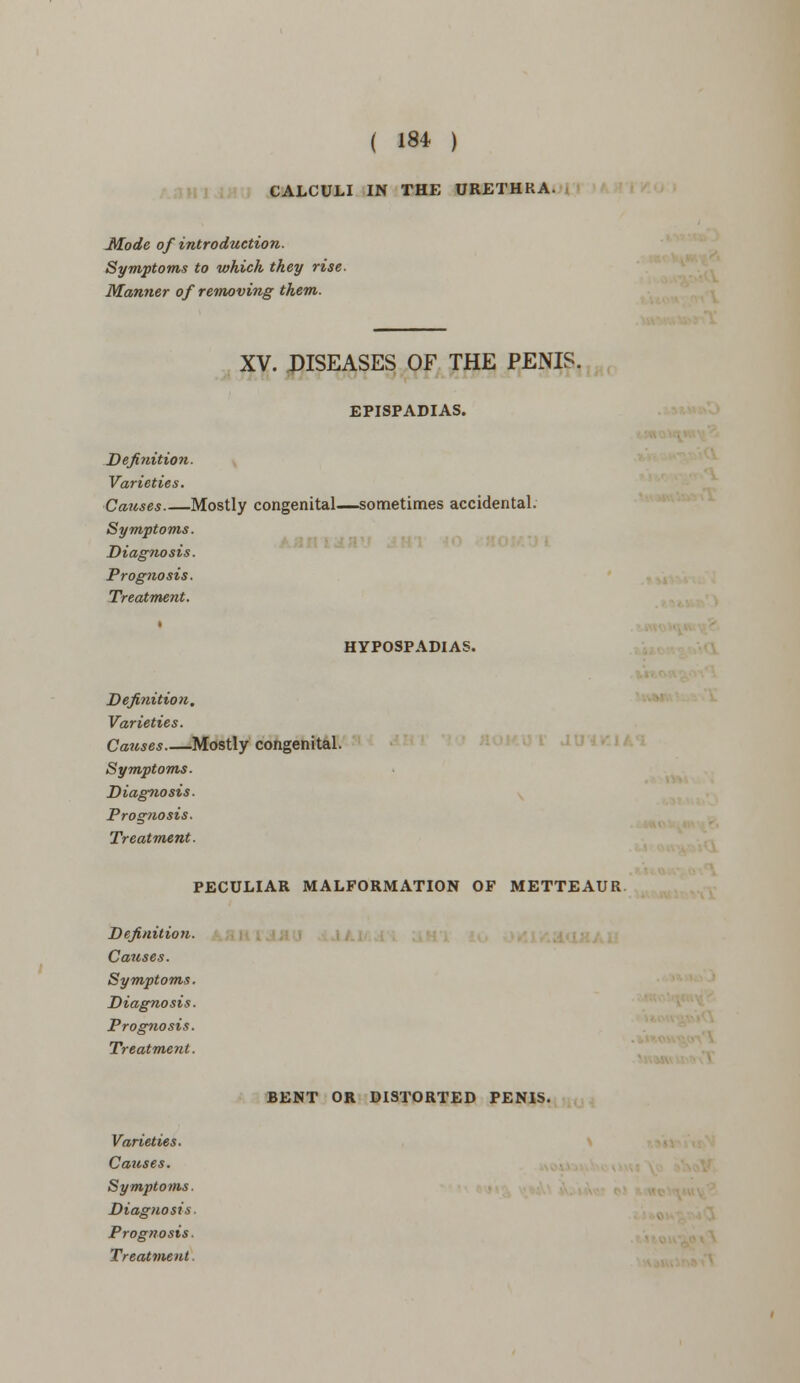 ( 184 )
CALCULI IN THE URETHRA.
Mode of introduction.
Symptoms to which they rise.
Manner of removing them.
XV. DISEASES OF THE PENIS.
EPISPADIAS.
Definition.
Varieties.
Causes.—Mostly congenital—sometimes accidental.
Symptoms.
Diagnosis.
Prognosis.
Treatment.
HYPOSPADIAS.
Definition.
Varieties.
Causes.—Mostly congenital.
Symptoms.
Diagnosis.
Prognosis.
Treatment.
PECULIAR MALFORMATION OF METTEAUR
Definition.
Causes.
Symptoms.
Diagnosis.
Prognosis.
Treatment.
BENT OR DISTORTED PENIS.
Varieties.
Causes.
Symptoms.
Diagnosis.
Prognosis.
Treatment.